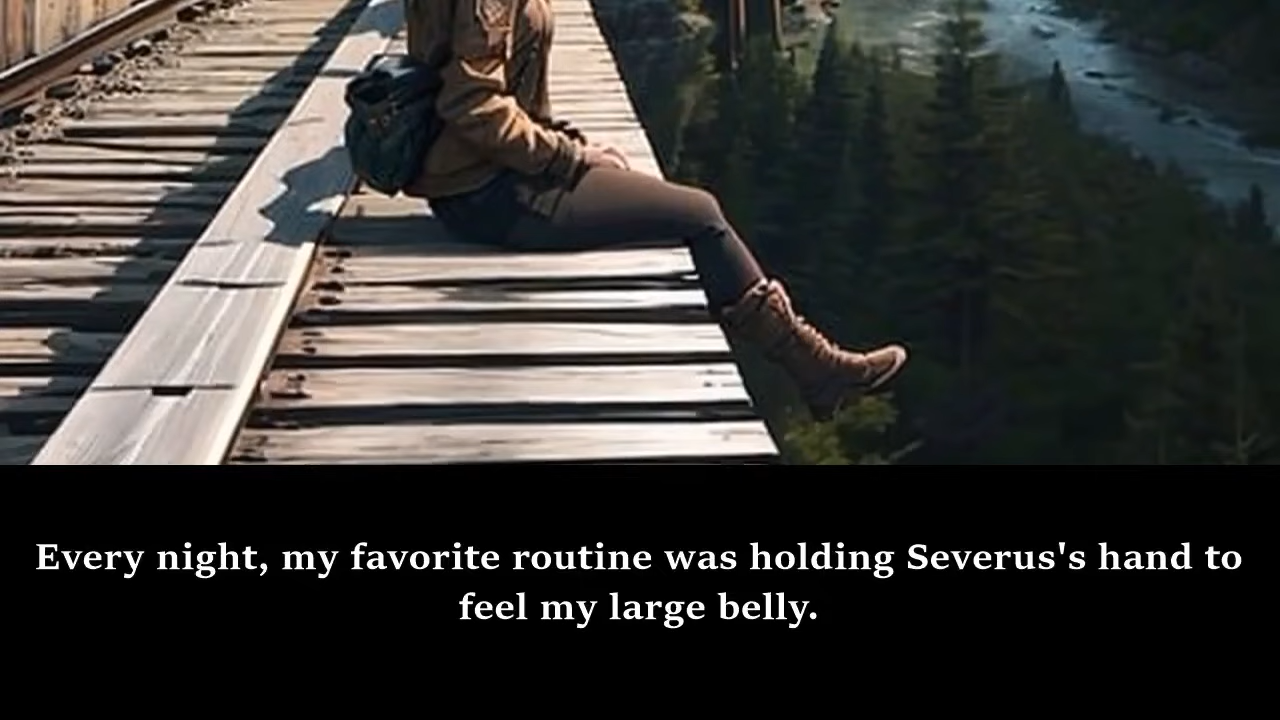 Every night, my favorite routine was holding Severus's hand to
feel my large belly.